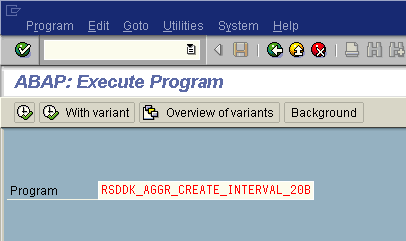 Program Edit Goto Utilities System Help
ABAP: Execute Program
With variant Overview of variants Background
Program RSDDK_AGGR_CREATE_INTERVAL_20B